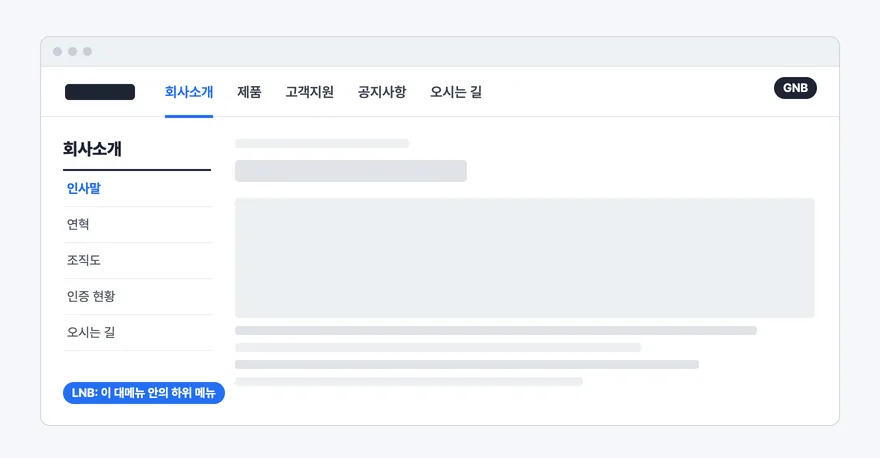 회사소개 제품 고객지원 공지사항 오시는 길 GNB
회사소개
인사말
연혁
조직도
인증 현황
오시는 길
LNB: 이 대메뉴 안의 하위 메뉴